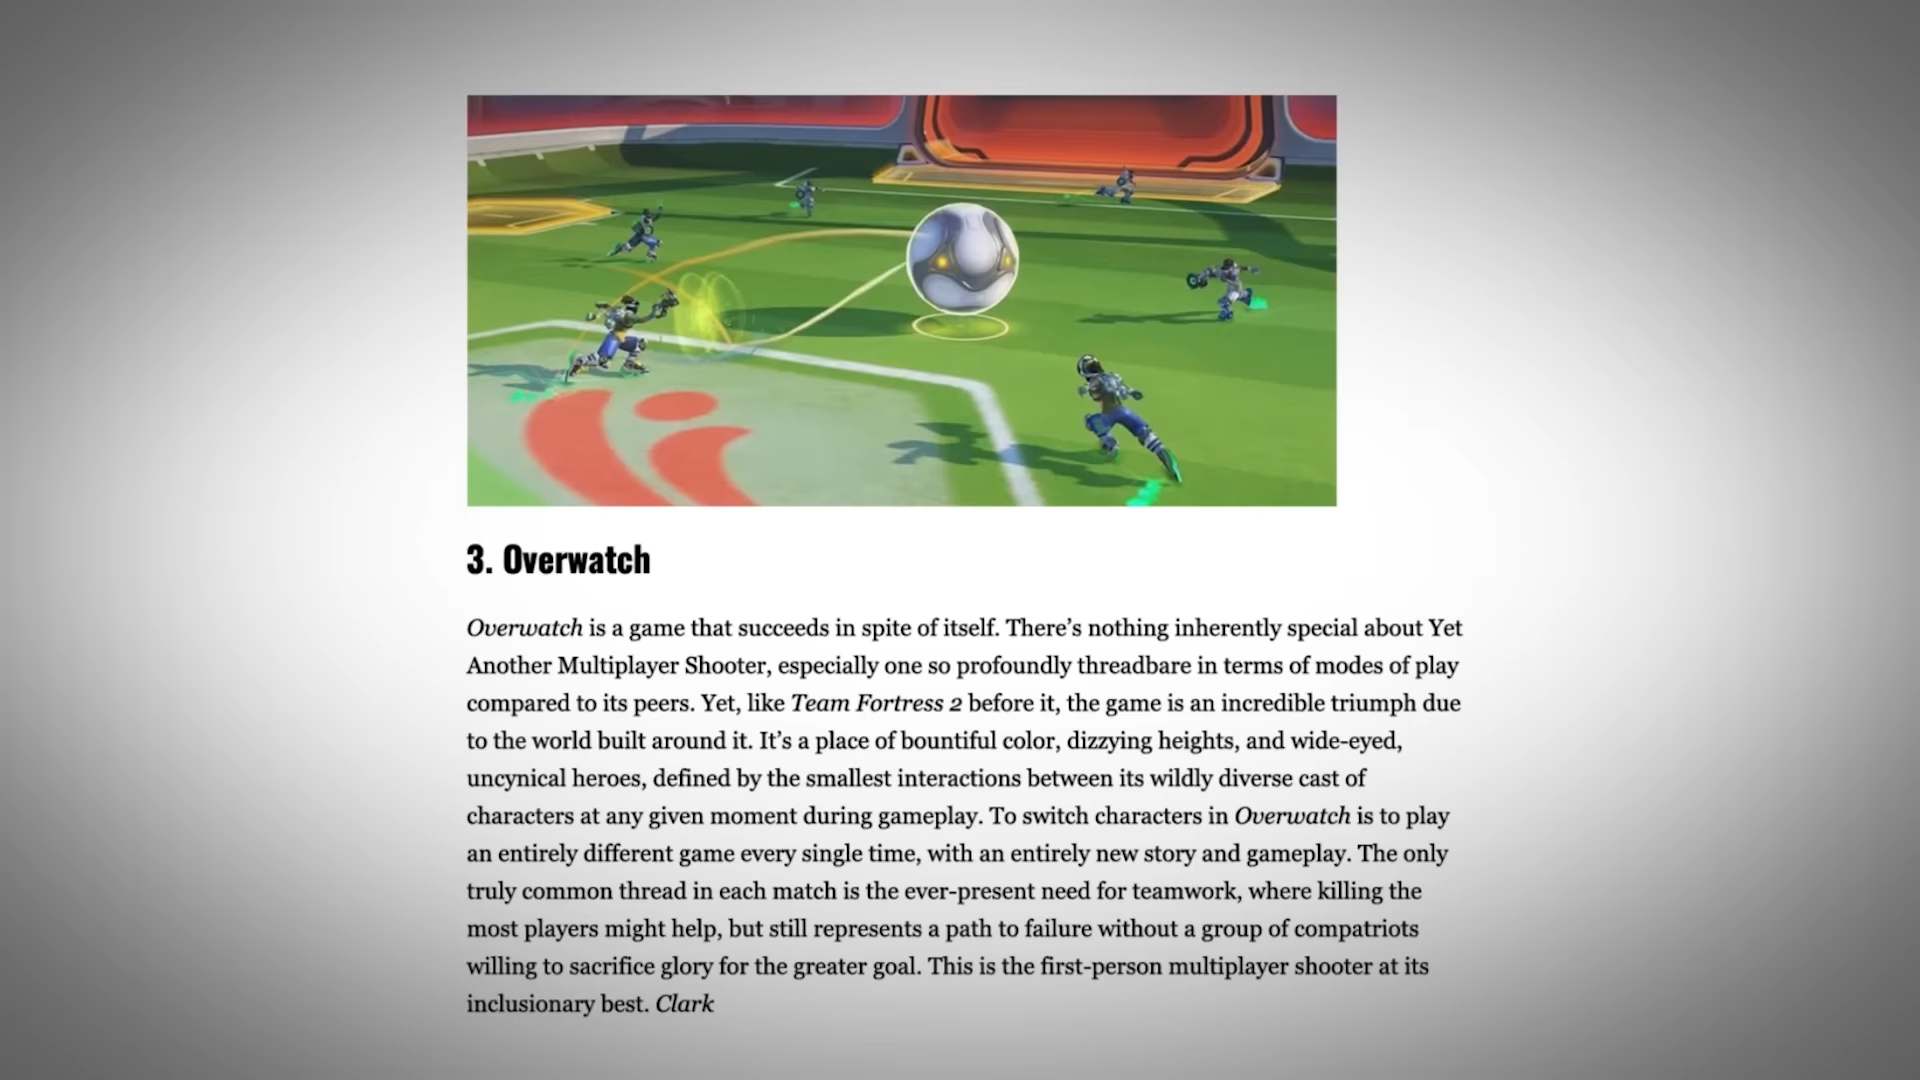 3. Overwatch
Overwatch is a game that succeeds in spite of itself. There’s nothing inherently special about Yet
Another Multiplayer Shooter, especially one so profoundly threadbare in terms of modes of play
compared to its peers. Yet, like Team Fortress 2 before it, the game is an incredible triumph due
to the world built around it. It’s a place of bountiful color, dizzying heights, and wide-eyed,
uncynical heroes, defined by the smallest interactions between its wildly diverse cast of
characters at any given moment during gameplay. To switch characters in Overwatch is to play
an entirely different game every single time, with an entirely new story and gameplay. The only
truly common thread in each match is the ever-present need for teamwork, where killing the
most players might help, but still represents a path to failure without a group of compatriots
willing to sacrifice glory for the greater goal. This is the first-person multiplayer shooter at its
inclusionary best. Clark